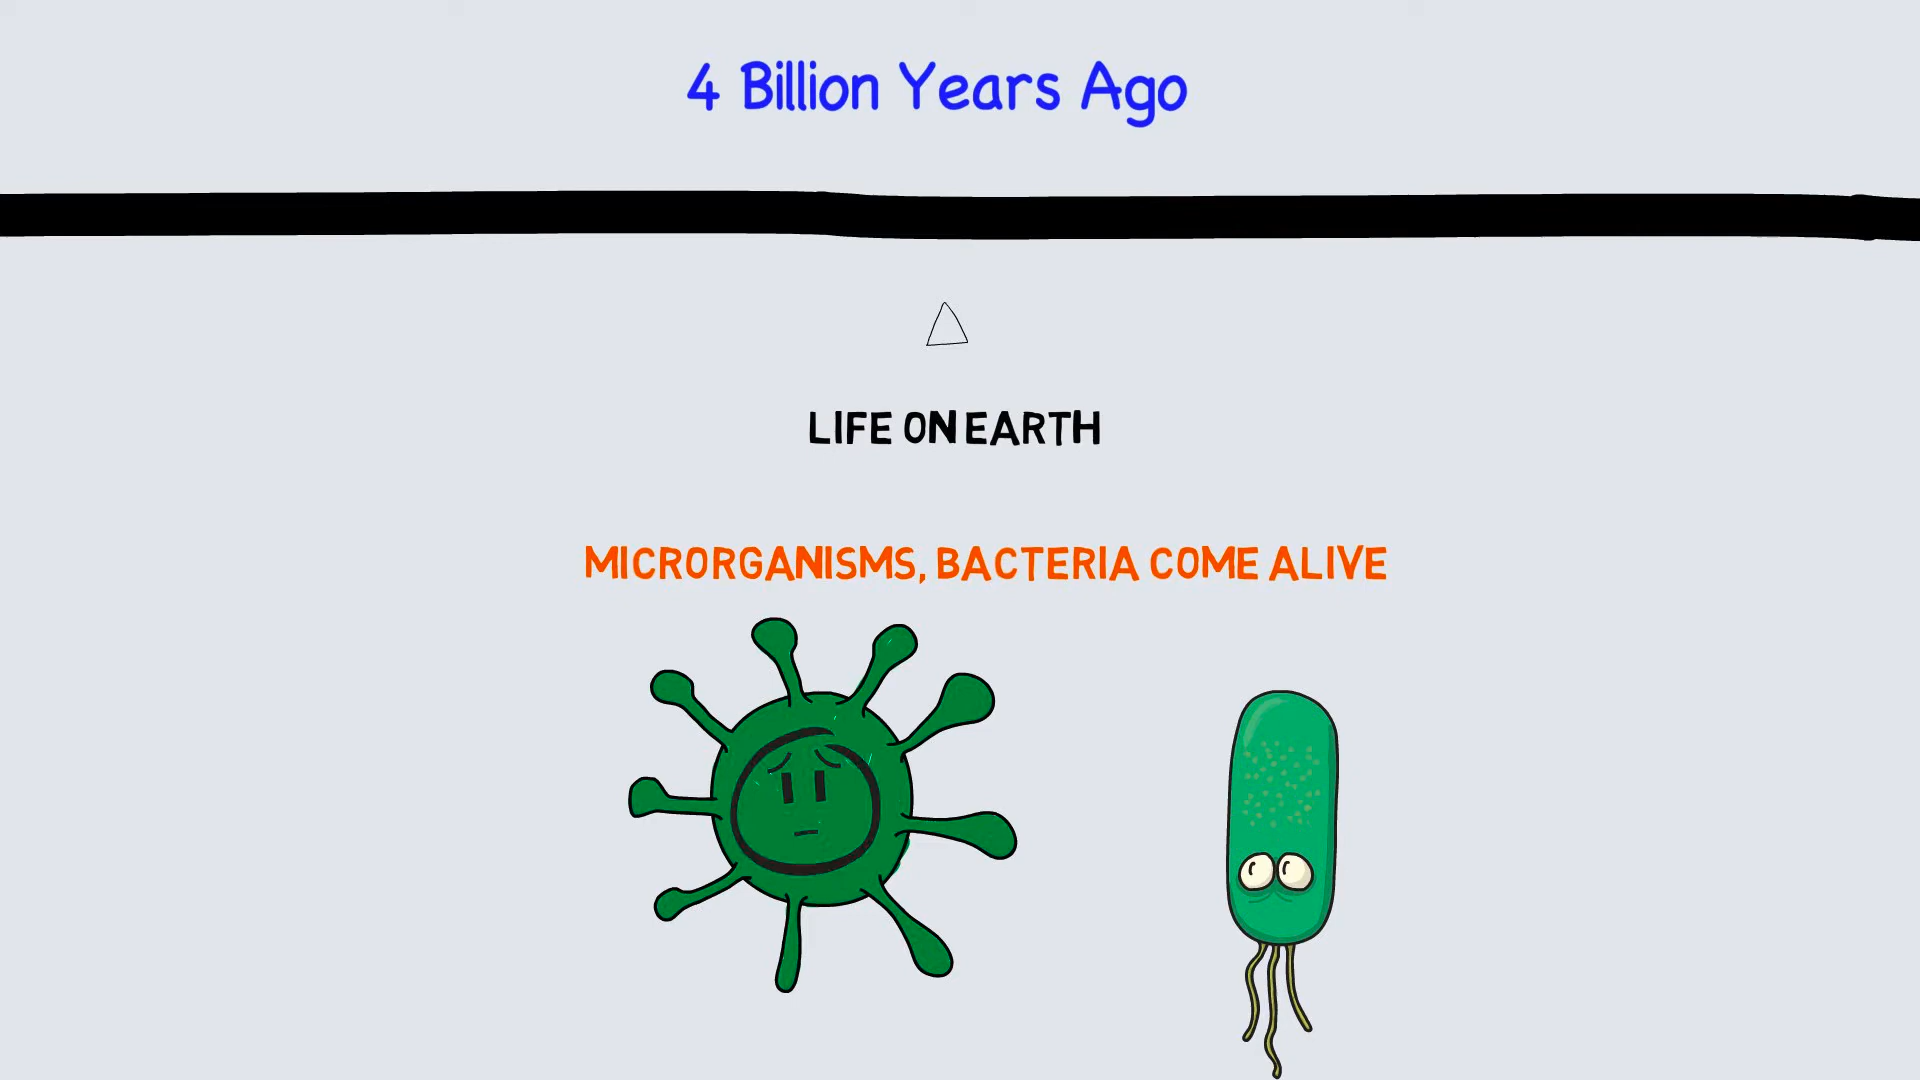 4 Billion Years Ago
LIFE ON EARTH
MICRORGANISMS, BACTERIA COME ALIVE